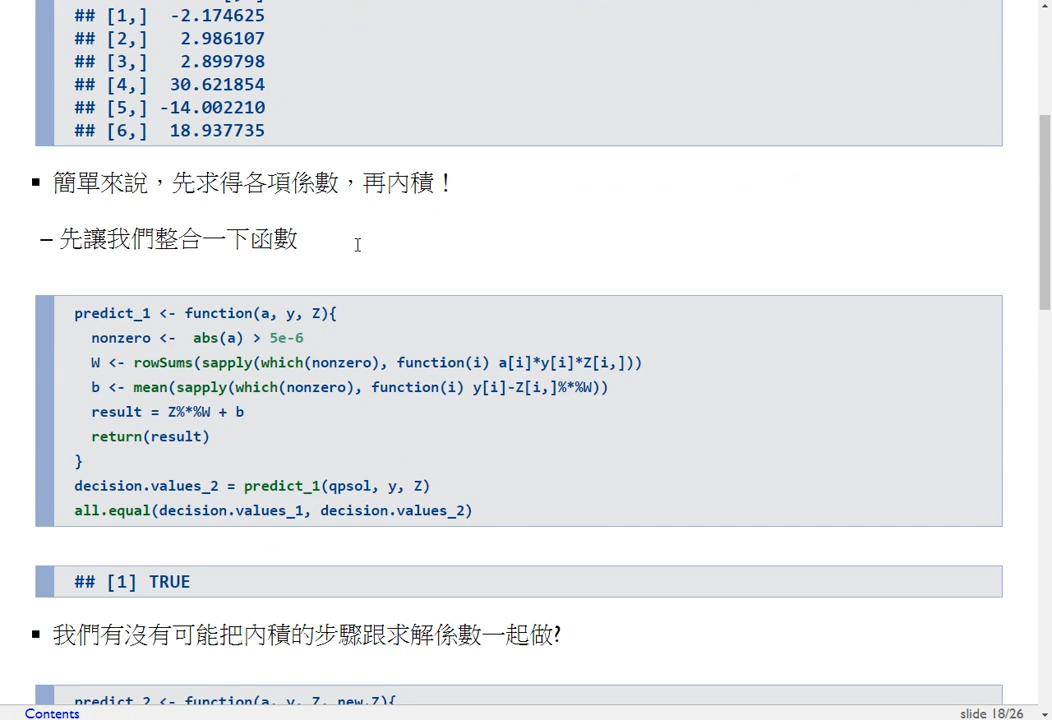 ## [1,]  -2.174625
## [2,]   2.986107
## [3,]   2.899798
## [4,]  30.621854
## [5,] -14.002210
## [6,]  18.937735
▪ 簡單來說，先求得各項係數，再內積！
– 先讓我們整合一下函數
predict_1 <- function(a, y, Z){
  nonzero <-  abs(a) > 5e-6
  W <- rowSums(sapply(which(nonzero), function(i) a[i]*y[i]*Z[i,]))
  b <- mean(sapply(which(nonzero), function(i) y[i]-Z[i,]%*%W))
  result = Z%*%W + b
  return(result)
}
decision.values_2 = predict_1(qpsol, y, Z)
all.equal(decision.values_1, decision.values_2)
## [1] TRUE
▪ 我們有沒有可能把內積的步驟跟求解係數一起做?
predict_2 <- function(a, y, Z, new.Z){
Contents
slide 18/26